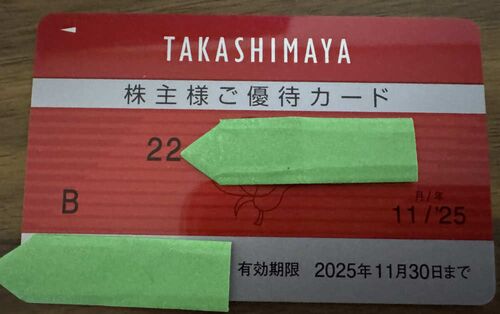 TAKASHIMAYA
株主様ご優待カード
22
月/年
B
11/'25
有効期限 2025年11月30日まで